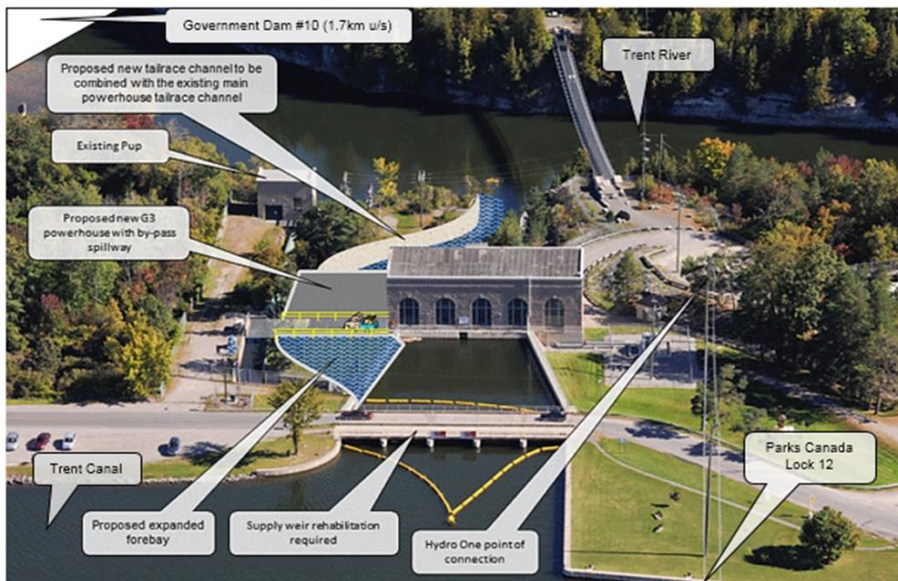 Government Dam #10 (1.7km u/s)
Proposed new tailrace channel to be
combined with the existing main
powerhouse tailrace channel
Trent River
Existing Pup
Proposed new G3
powerhouse with by-pass
spillway
Trent Canal
Proposed expanded
forebay
Supply weir rehabilitation
required
Hydro One point of
connection
Parks Canada
Lock 12